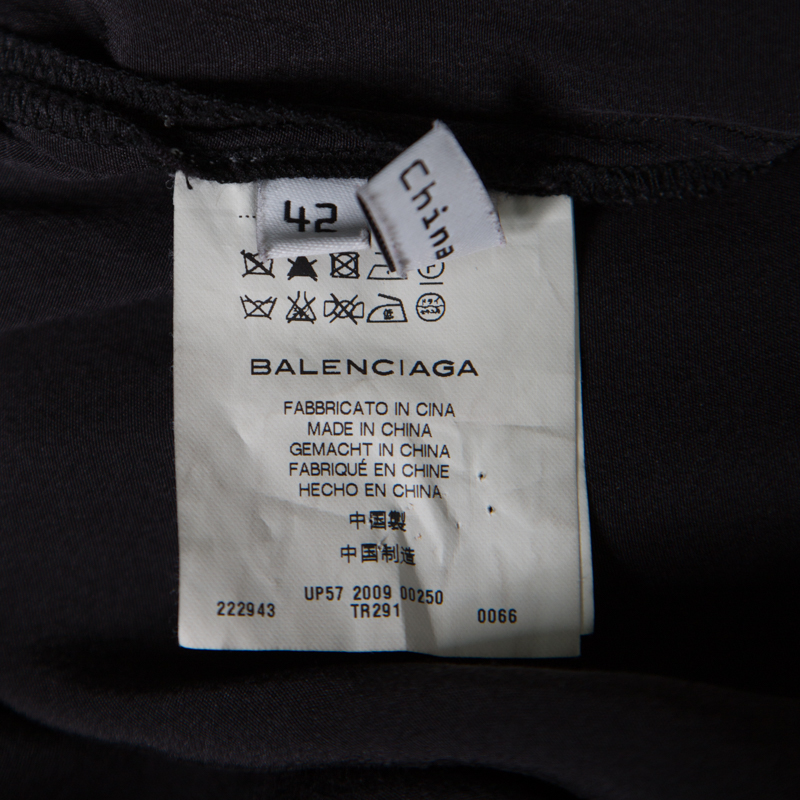 42
China
BALENCIAGA
FABBRICATO IN CINA
MADE IN CHINA
GEMACHT IN CHINA
FABRIQUÉ EN CHINE
HECHO EN CHINA
中国製
中国制造
UP57 2009 00250
222943 TR291 0066